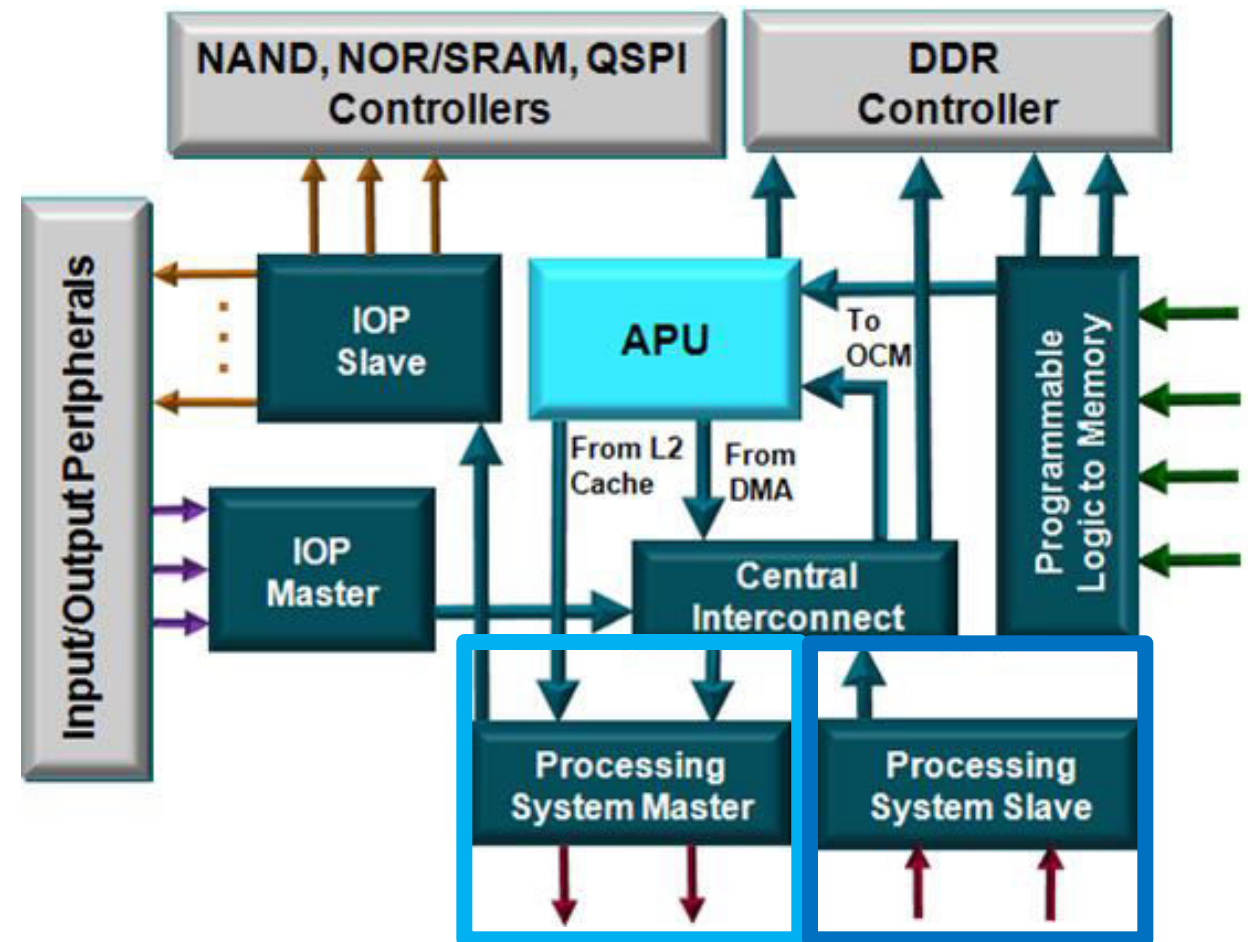 NAND, NOR/SRAM, QSPI
Controllers
DDR
Controller
Input/Output Peripherals
IOP
Slave
APU
To
OCM
Programmable
Logic to Memory
From L2
Cache
From
DMA
IOP
Master
Central
Interconnect
Processing
System Master
Processing
System Slave